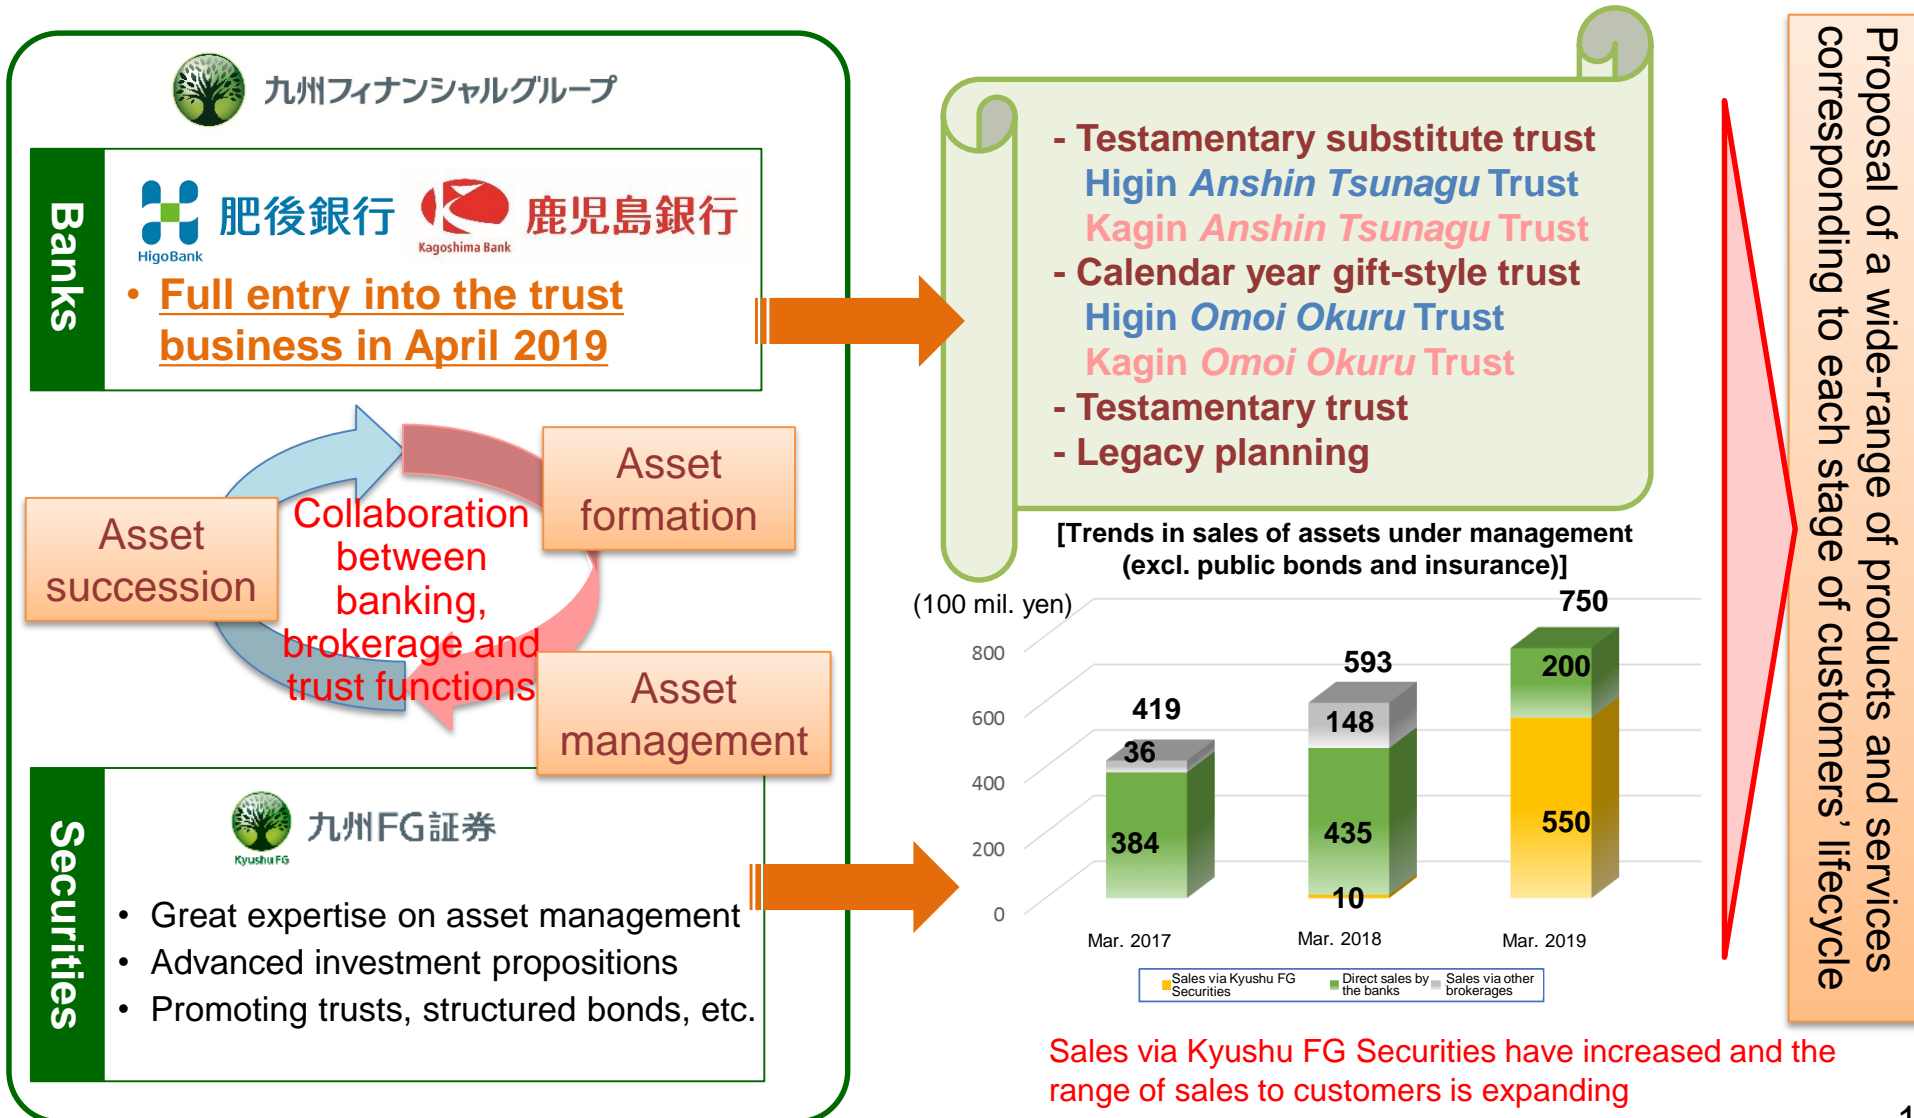 九州フィナンシャルグループ
Banks
HigoBank
肥後銀行
Kagoshima Bank
鹿児島銀行
• Full entry into the trust
business in April 2019
Asset
formation
Asset
succession
Collaboration
between
banking,
brokerage and
trust functions
Asset
management
Securities
Kyushu FG
九州FG証券
• Great expertise on asset management
• Advanced investment propositions
• Promoting trusts, structured bonds, etc.
- Testamentary substitute trust
Higin Anshin Tsunagu Trust
Kagin Anshin Tsunagu Trust
- Calendar year gift-style trust
Higin Omoi Okuru Trust
Kagin Omoi Okuru Trust
- Testamentary trust
- Legacy planning
[Trends in sales of assets under management
(excl. public bonds and insurance)]
(100 mil. yen)
800
600
400
200
0
419
36
384
593
148
435
10
750
200
550
Mar. 2017
Mar. 2018
Mar. 2019
Sales via Kyushu FG
Securities
Direct sales by
the banks
Sales via other
brokerages
Sales via Kyushu FG Securities have increased and the
range of sales to customers is expanding
Proposal of a wide-range of products and services
corresponding to each stage of customers' lifecycle
1